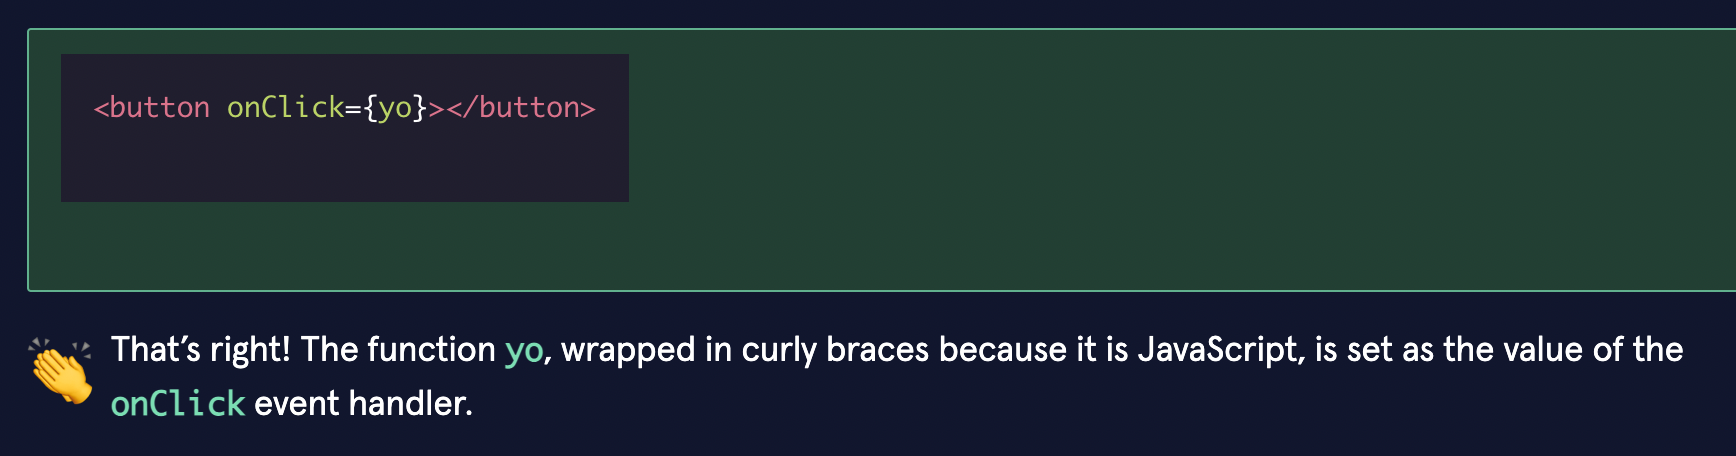 <button onClick={yo}></button>
That’s right! The function yo, wrapped in curly braces because it is JavaScript, is set as the value of the
onClick event handler.